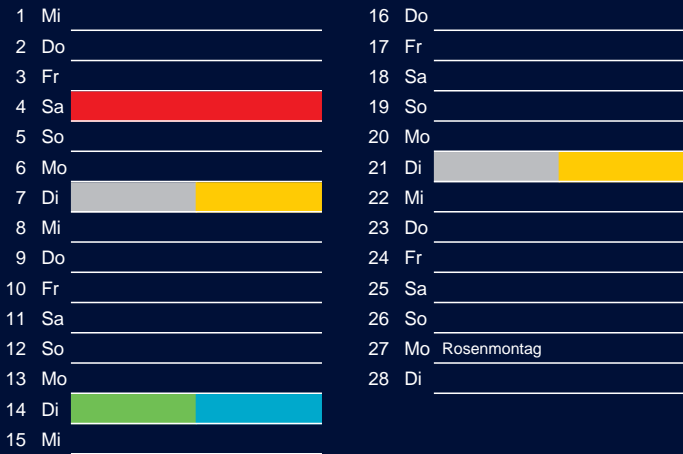 1 Mi
2 Do
3 Fr
4 Sa
5 So
6 Mo
7 Di
8 Mi
9 Do
10 Fr
11 Sa
12 So
13 Mo
14 Di
15 Mi
16 Do
17 Fr
18 Sa
19 So
20 Mo
21 Di
22 Mi
23 Do
24 Fr
25 Sa
26 So
27 Mo Rosenmontag
28 Di